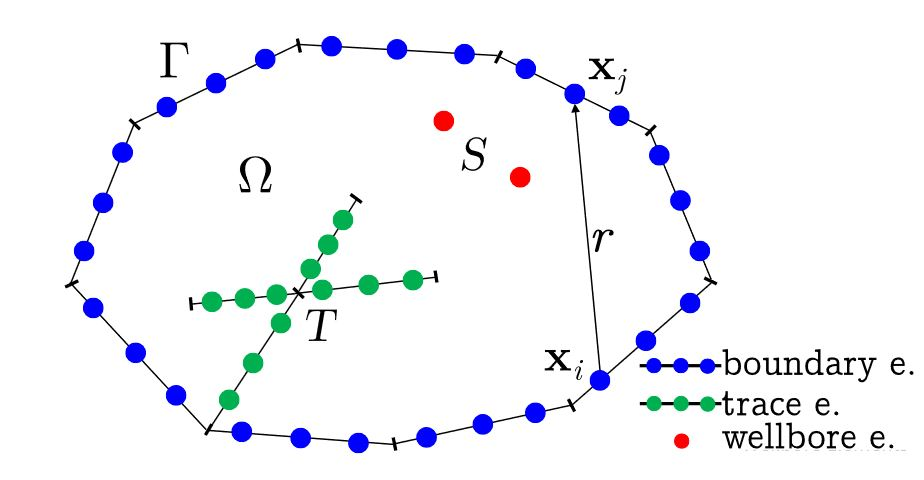 Γ
x_j
S
Ω
r
T
x_i
boundary e.
trace e.
wellbore e.